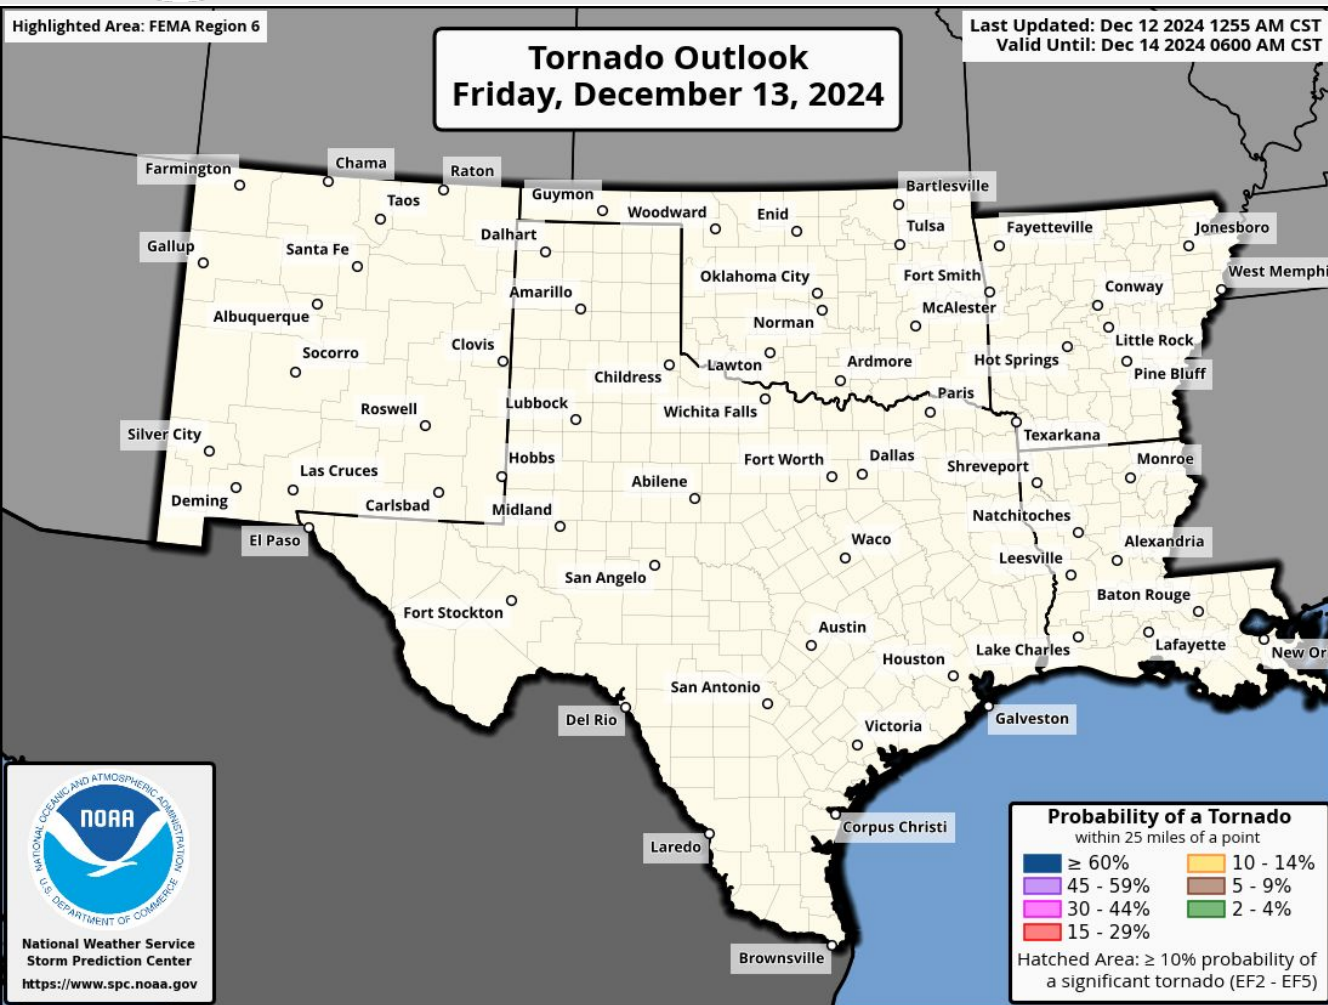 Highlighted Area: FEMA Region 6
Last Updated: Dec 12 2024 1255 AM CST
Valid Until: Dec 14 2024 0600 AM CST
Tornado Outlook
Friday, December 13, 2024
Farmington
Chama
Raton
Taos
Guymon
Woodward
Enid
Bartlesville
Tulsa
Fayetteville
Jonesboro
Gallup
Santa Fe
Dalhart
Oklahoma City
Fort Smith
West Memphi
Amarillo
Conway
Albuquerque
Norman
McAlester
Little Rock
Socorro
Clovis
Childress
Lawton
Ardmore
Hot Springs
Pine Bluff
Roswell
Lubbock
Wichita Falls
Paris
Texarkana
Silver City
Las Cruces
Hobbs
Abilene
Fort Worth
Dallas
Shreveport
Monroe
Deming
Carlsbad
Midland
Natchitoches
El Paso
Waco
Leesville
Alexandria
San Angelo
Fort Stockton
Baton Rouge
Austin
Lake Charles
Lafayette
New Or
Houston
San Antonio
Del Rio
Galveston
Victoria
Corpus Christi
Laredo
Brownsville
NATIONAL OCEANIC AND ATMOSPHERIC ADMINISTRATION
NOAA
U.S. DEPARTMENT OF COMMERCE
National Weather Service
Storm Prediction Center
https://www.spc.noaa.gov
Probability of a Tornado
within 25 miles of a point
≥ 60%
45 - 59%
30 - 44%
15 - 29%
10 - 14%
5 - 9%
2 - 4%
Hatched Area: ≥ 10% probability of
a significant tornado (EF2 - EF5)